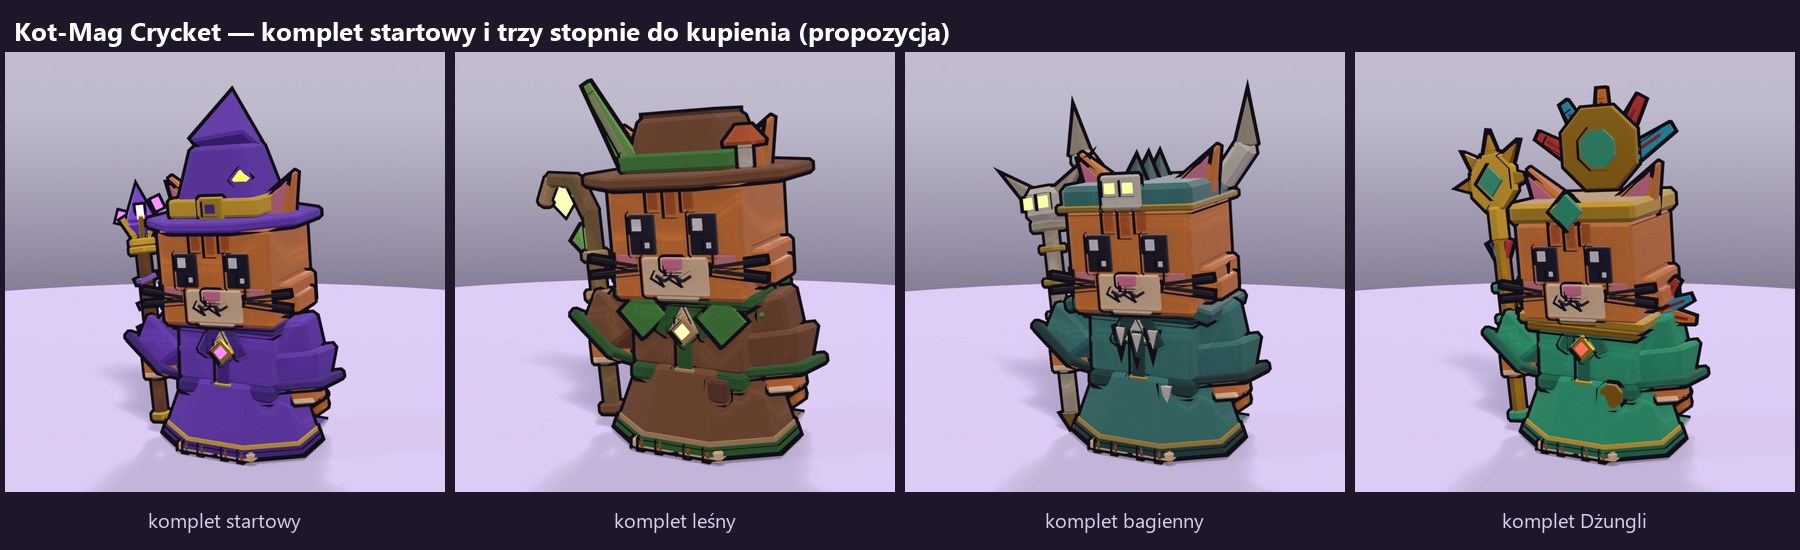 Kot-Mag Crycket — komplet startowy i trzy stopnie do kupienia (propozycja)
komplet startowy
komplet leśny
komplet bagienny
komplet Dżungli